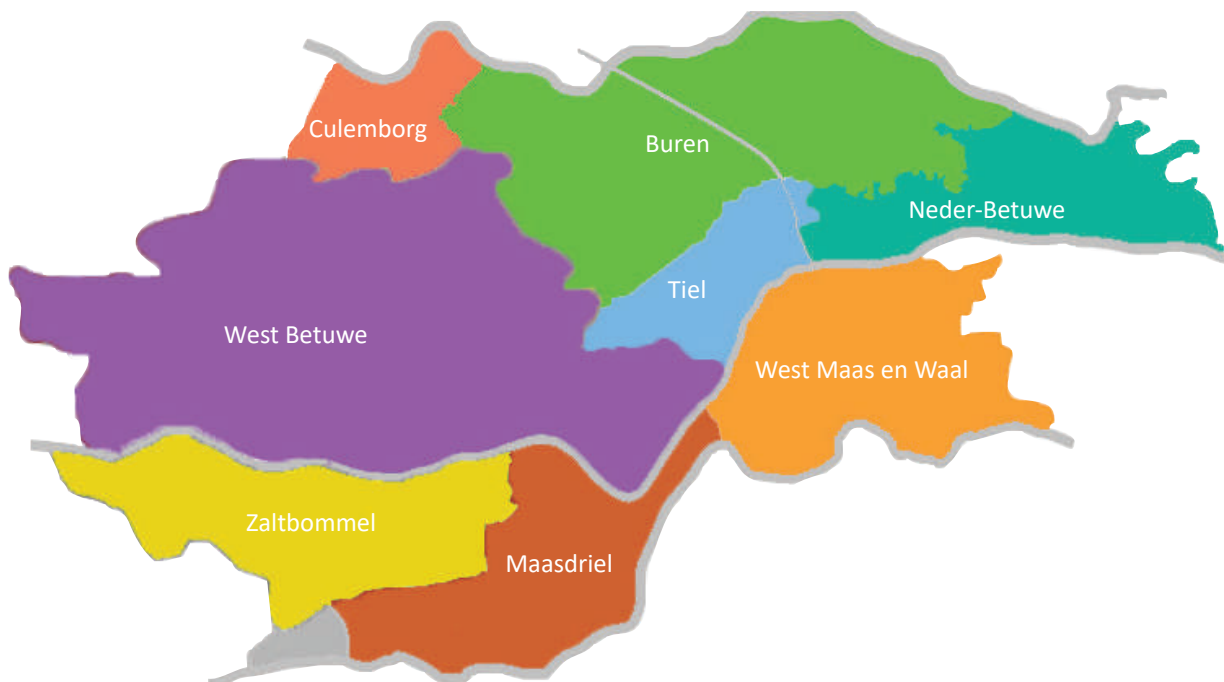 Culemborg
Buren
Neder-Betuwe
Tiel
West Betuwe
West Maas en Waal
Zaltbommel
Maasdriel